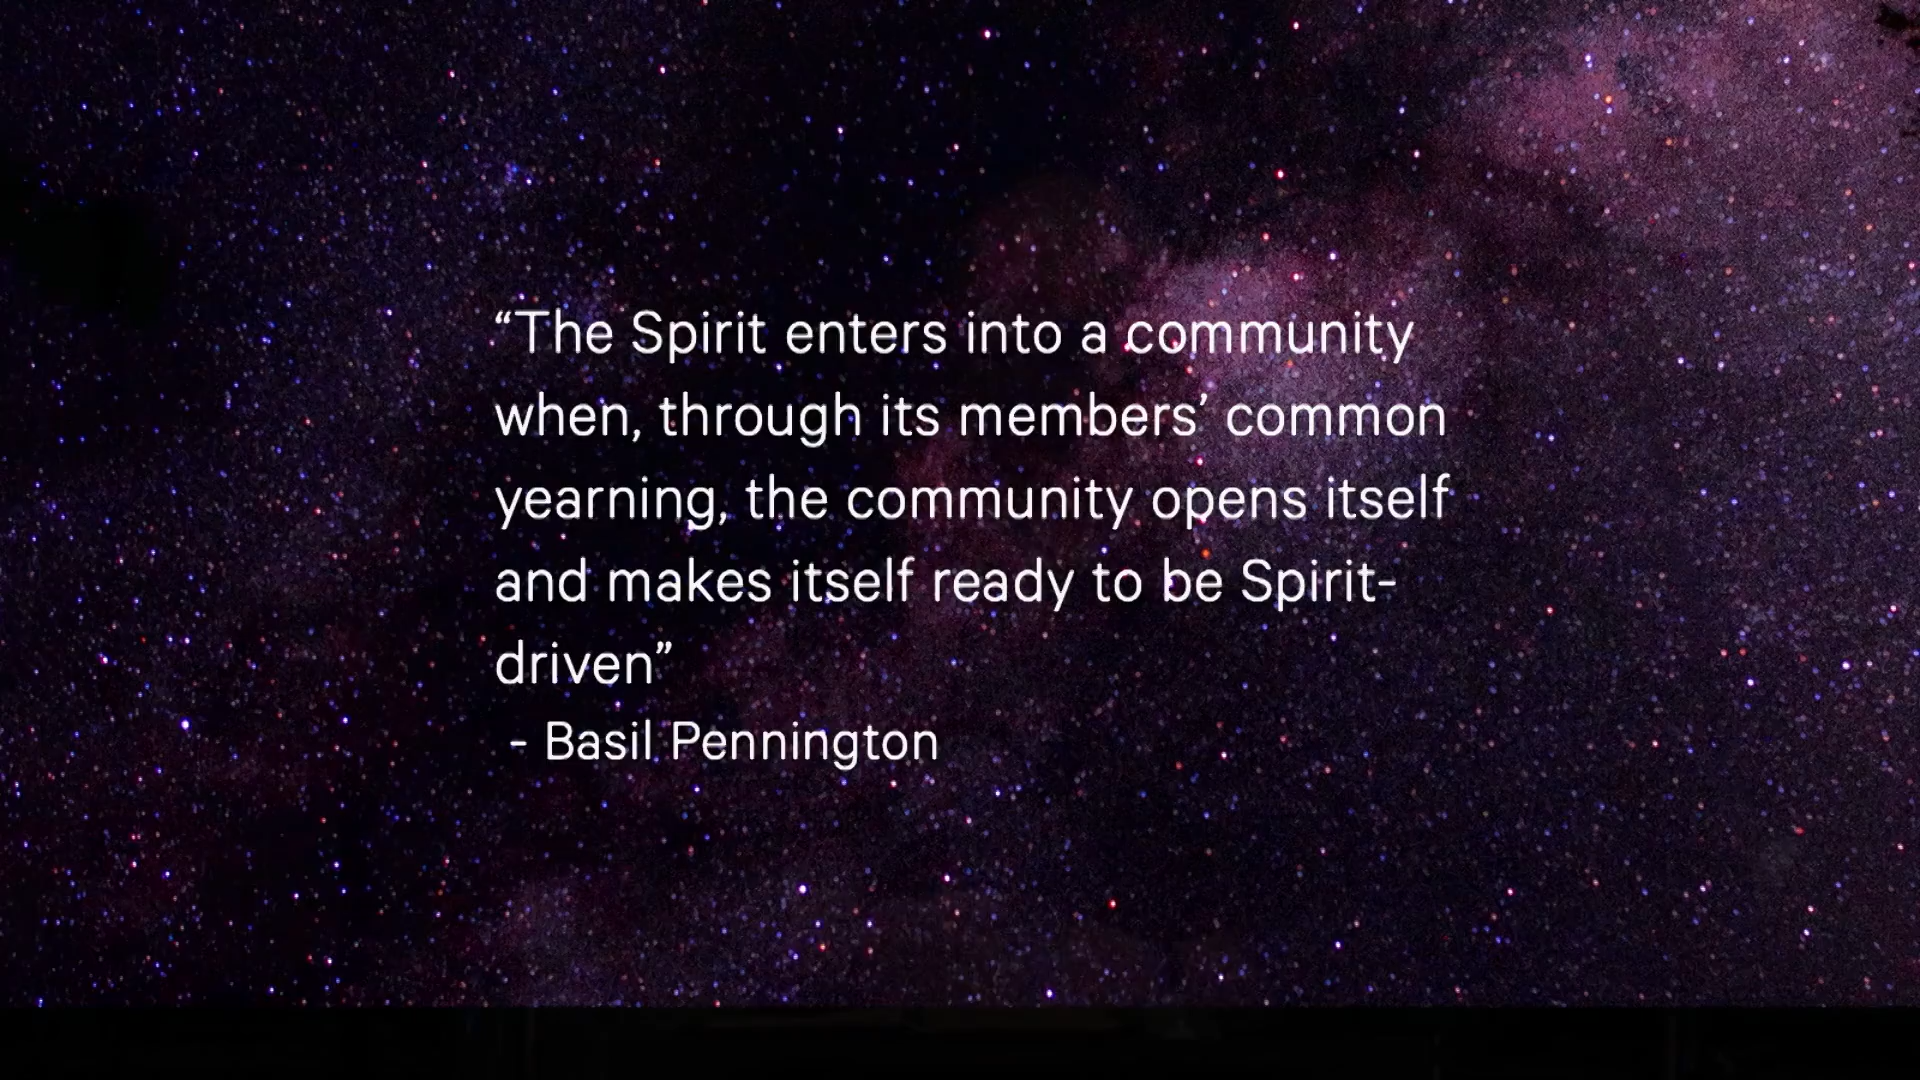 “The Spirit enters into a community
when, through its members’ common
yearning, the community opens itself
and makes itself ready to be Spirit-
driven”
- Basil Pennington